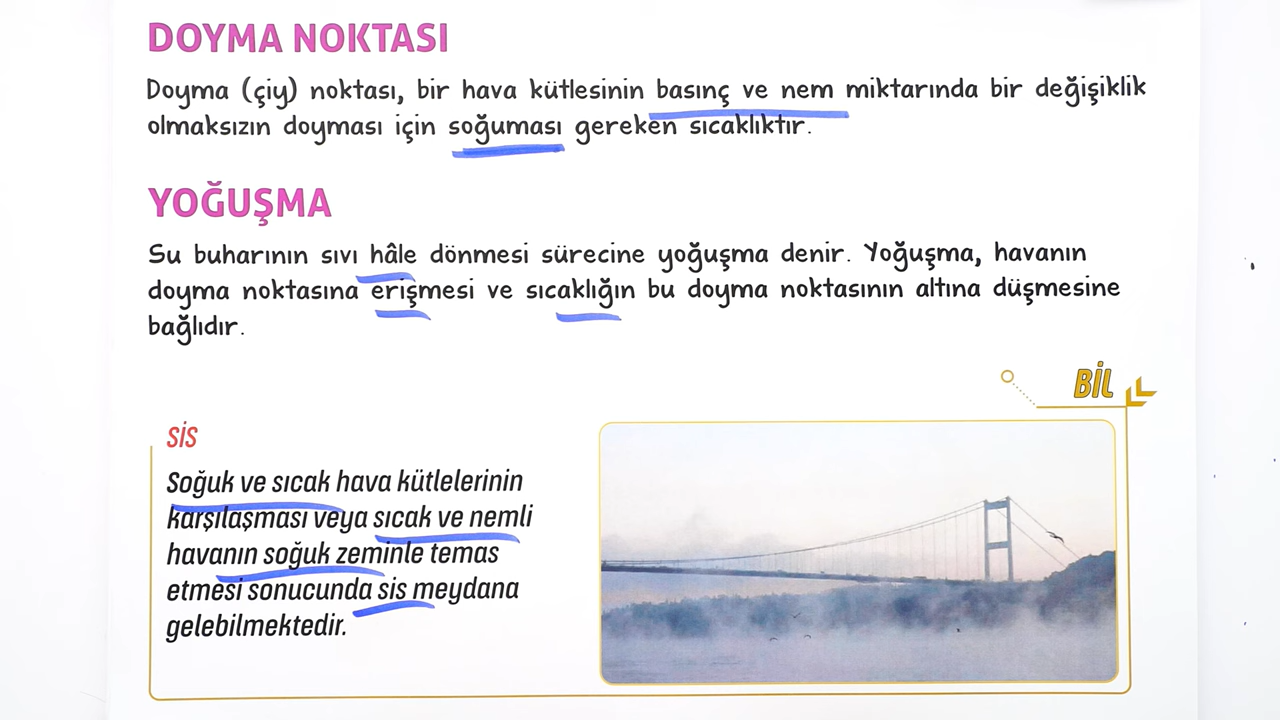 DOYMA NOKTASI
Doyma (çiy) noktası, bir hava kütlesinin basınç ve nem miktarında bir değişiklik
olmaksızın doyması için soğuması gereken sıcaklıktır.
YOĞUŞMA
Su buharının sıvı hâle dönmesi sürecine yoğuşma denir. Yoğuşma, havanın
doyma noktasına erişmesi ve sıcaklığın bu doyma noktasının altına düşmesine
bağlıdır.
BİL
SİS
Soğuk ve sıcak hava kütlelerinin
karşılaşması veya sıcak ve nemli
havanın soğuk zeminle temas
etmesi sonucunda sis meydana
gelebilmektedir.